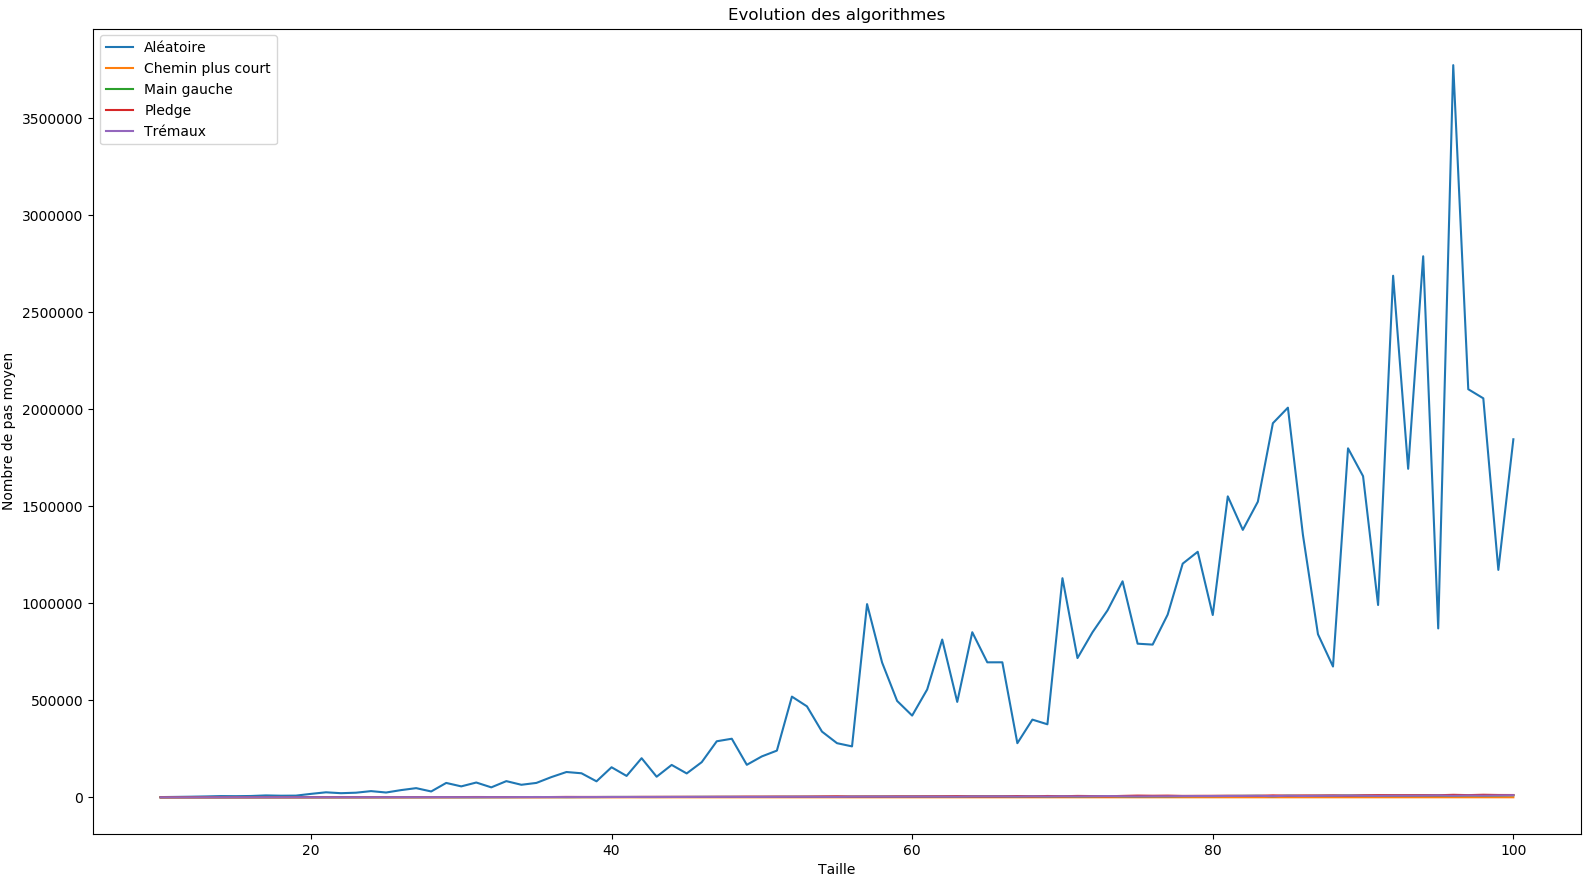 Evolution des algorithmes
Aléatoire
Chemin plus court
Main gauche
Pledge
Trémaux
Nombre de pas moyen
3500000
3000000
2500000
2000000
1500000
1000000
500000
0
20
40
60
80
100
Taille